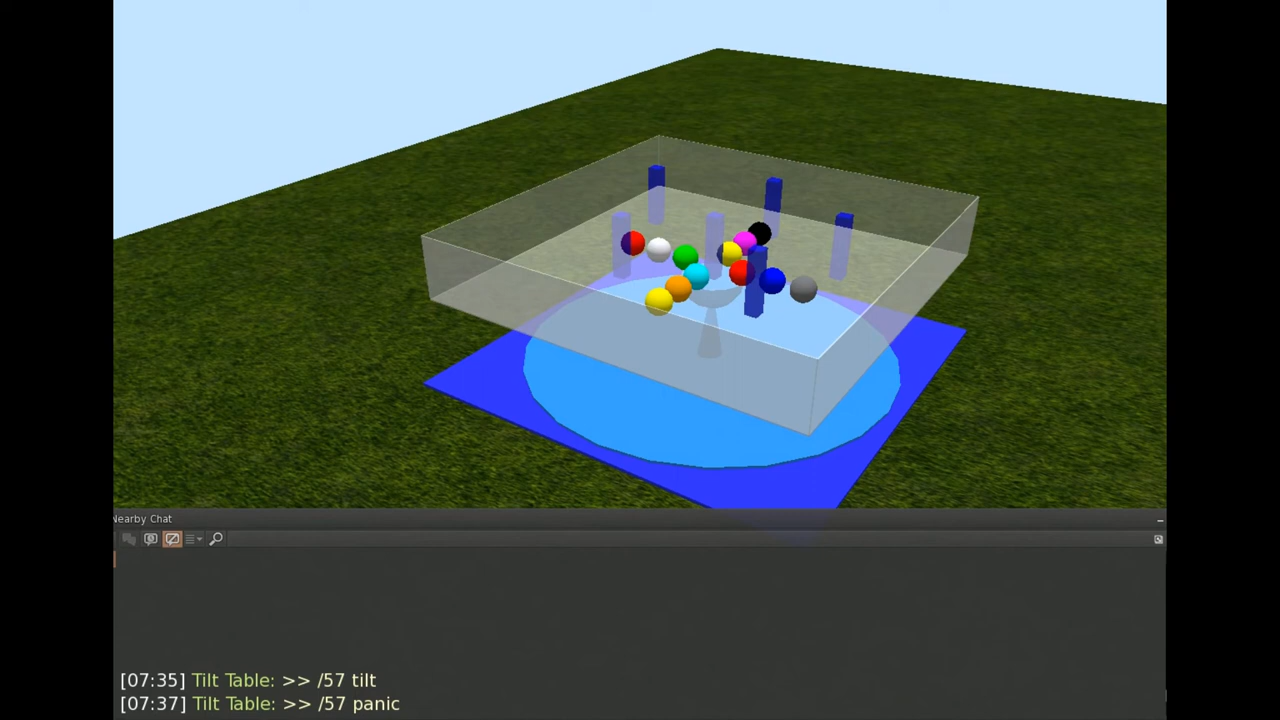 Nearby Chat
[07:35] Tilt Table: >> /57 tilt
[07:37] Tilt Table: >> /57 panic